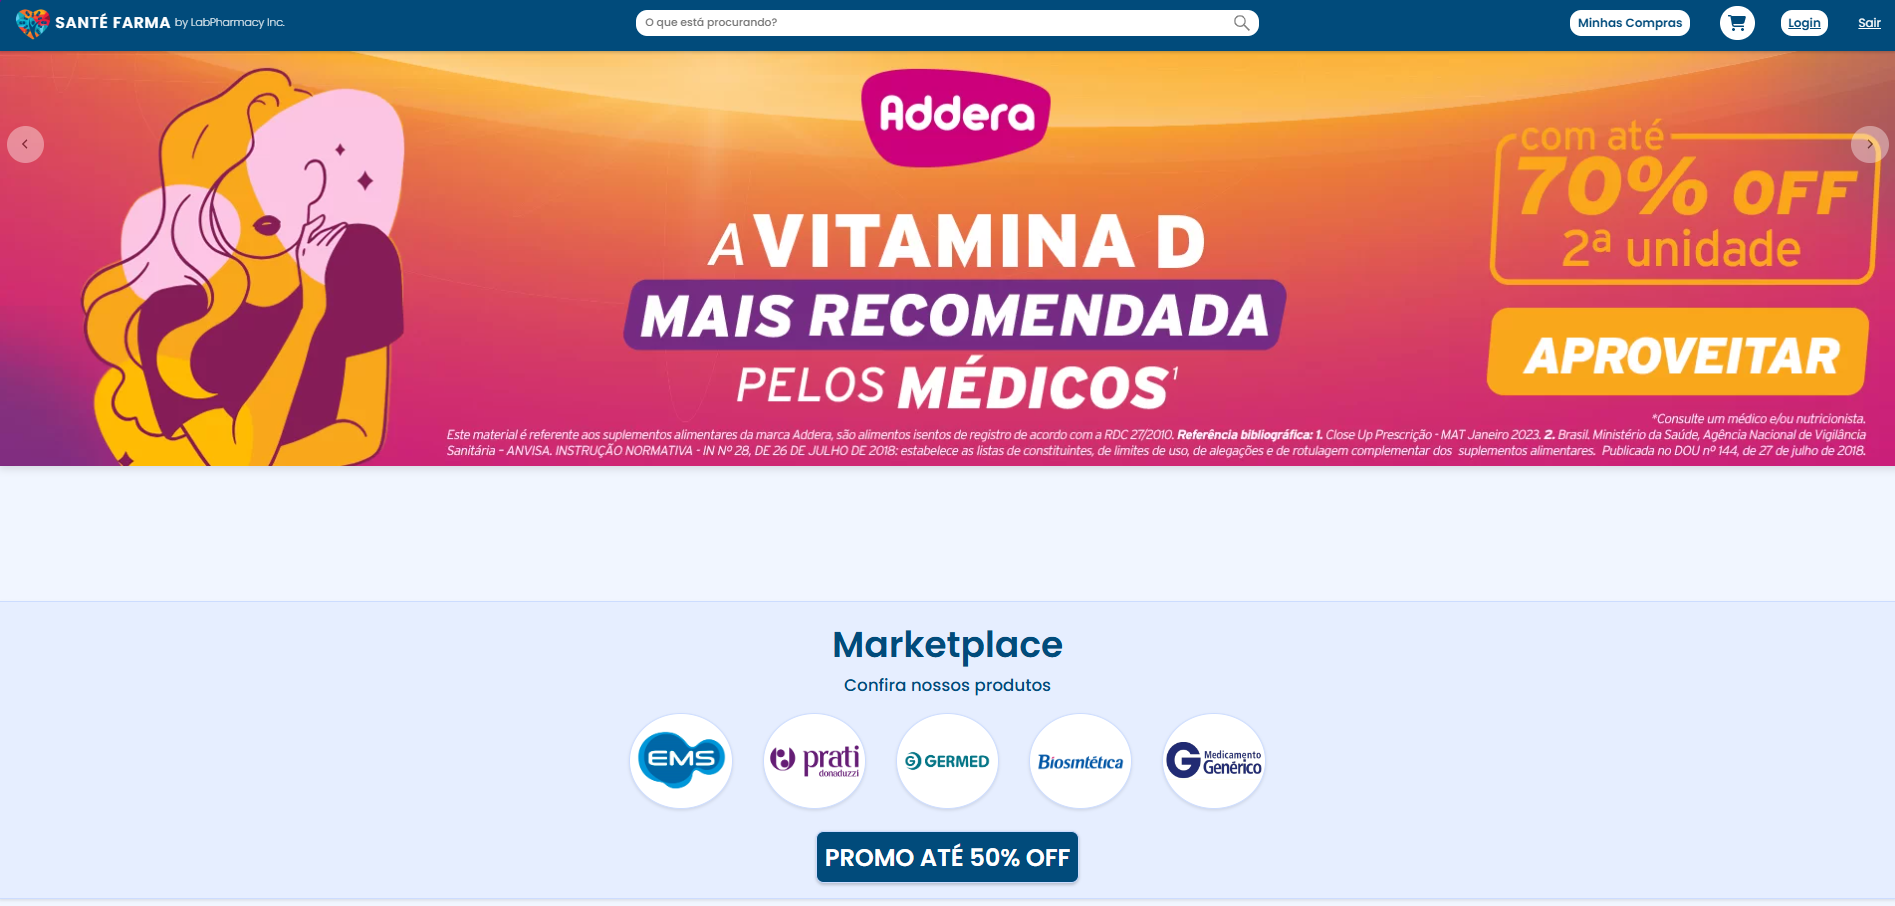 SANTÉ FARMA by LabPharmacy Inc.
O que está procurando?
Minhas Compras
Login
Sair
Addera
A VITAMINA D
MAIS RECOMENDADA
PELOS MÉDICOS¹
com até
70% OFF
2ª unidade
APROVEITAR
*Consulte um médico e/ou nutricionista.
Este material é referente aos suplementos alimentares da marca Addera, são alimentos isentos de registro de acordo com a RDC 27/2010. Referência bibliográfica: 1. Close Up Prescrição - MAT Janeiro 2023. 2. Brasil. Ministério da Saúde, Agência Nacional de Vigilância
Sanitária – ANVISA. INSTRUÇÃO NORMATIVA - IN Nº 28, DE 26 DE JULHO DE 2018: estabelece as listas de constituintes, de limites de uso, de alegações e de rotulagem complementar dos suplementos alimentares. Publicada no DOU nº 144, de 27 de julho de 2018.
Marketplace
Confira nossos produtos
EMS
prati
donaduzzi
GERMED
Biosintética
G Medicamento
Genérico
PROMO ATÉ 50% OFF